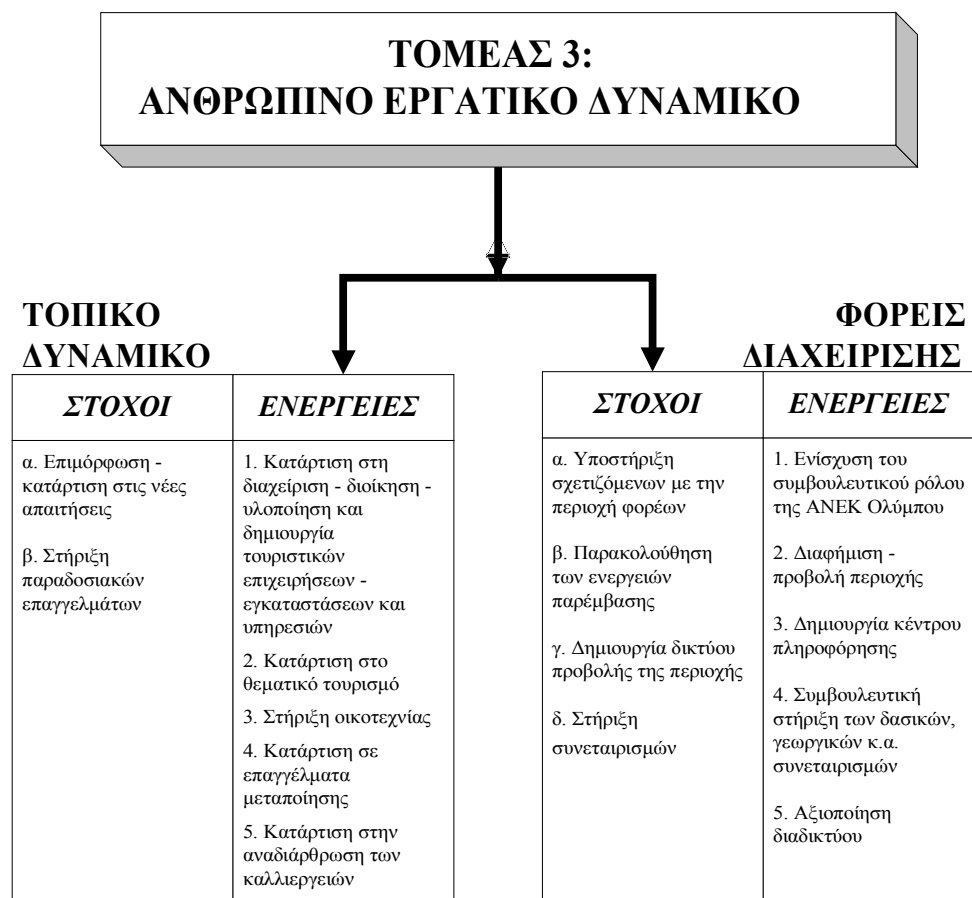 ΤΟΜΕΑΣ 3:
ΑΝΘΡΩΠΙΝΟ ΕΡΓΑΤΙΚΟ ΔΥΝΑΜΙΚΟ
ΤΟΠΙΚΟ
ΔΥΝΑΜΙΚΟ
ΣΤΟΧΟΙ
α. Επιμόρφωση -
κατάρτιση στις νέες
απαιτήσεις
β. Στήριξη
παραδοσιακών
επαγγελμάτων
ΕΝΕΡΓΕΙΕΣ
1. Κατάρτιση στη
διαχείριση - διοίκηση -
υλοποίηση και
δημιουργία
τουριστικών
επιχειρήσεων -
εγκαταστάσεων και
υπηρεσιών
2. Κατάρτιση στο
θεματικό τουρισμό
3. Στήριξη οικοτεχνίας
4. Κατάρτιση σε
επαγγέλματα
μεταποίησης
5. Κατάρτιση στην
αναδιάρθρωση των
καλλιεργειών
ΦΟΡΕΙΣ
ΔΙΑΧΕΙΡΙΣΗΣ
ΣΤΟΧΟΙ
α. Υποστήριξη
σχετιζόμενων με την
περιοχή φορέων
β. Παρακολούθηση
των ενεργειών
παρέμβασης
γ. Δημιουργία δικτύου
προβολής της περιοχής
δ. Στήριξη
συνεταιρισμών
ΕΝΕΡΓΕΙΕΣ
1. Ενίσχυση του
συμβουλευτικού ρόλου
της ΑΝΕΚ Ολύμπου
2. Διαφήμιση -
προβολή περιοχής
3. Δημιουργία κέντρου
πληροφόρησης
4. Συμβουλευτική
στήριξη των δασικών,
γεωργικών κ.α.
συνεταιρισμών
5. Αξιοποίηση
διαδικτύου